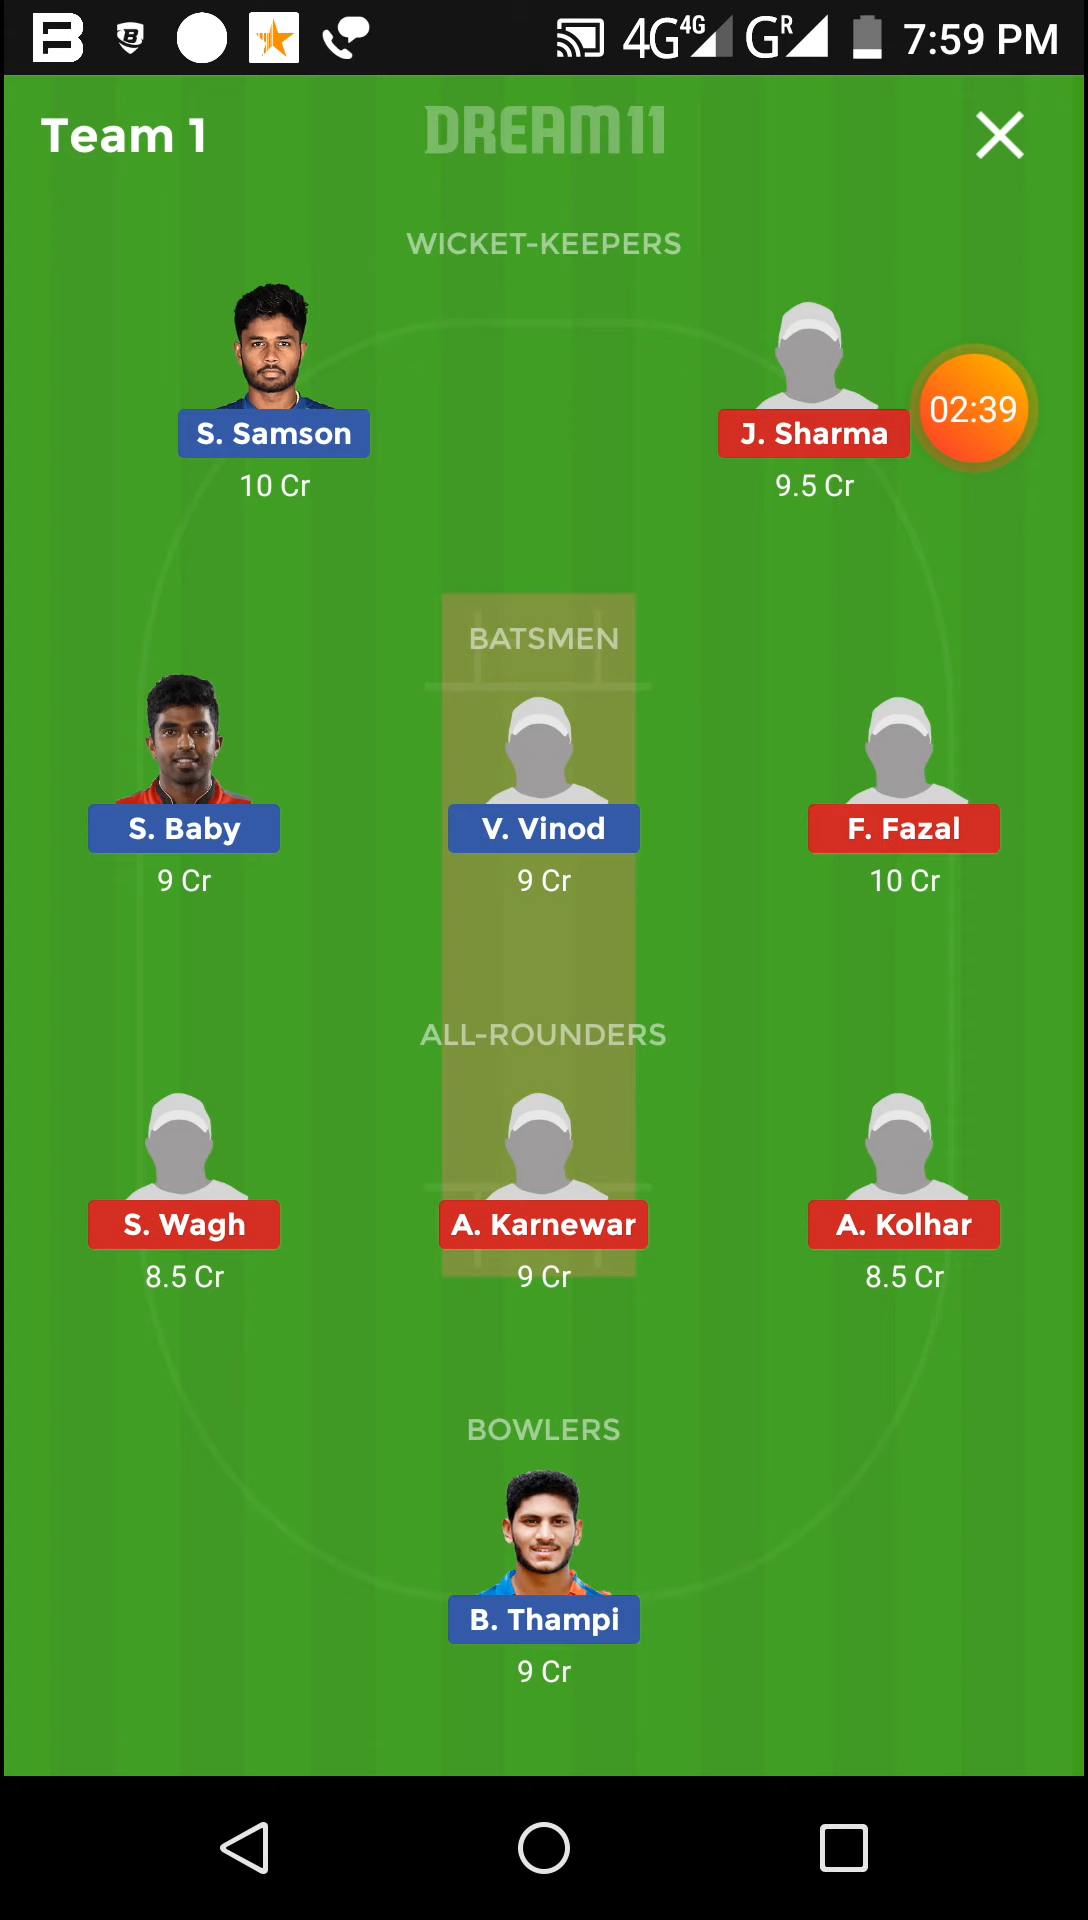 4G 4G G R 7:59 PM
Team 1 DREAM11
WICKET-KEEPERS
S. Samson J. Sharma 02:39
10 Cr 9.5 Cr
BATSMEN
S. Baby V. Vinod F. Fazal
9 Cr 9 Cr 10 Cr
ALL-ROUNDERS
S. Wagh A. Karnewar A. Kolhar
8.5 Cr 9 Cr 8.5 Cr
BOWLERS
B. Thampi
9 Cr